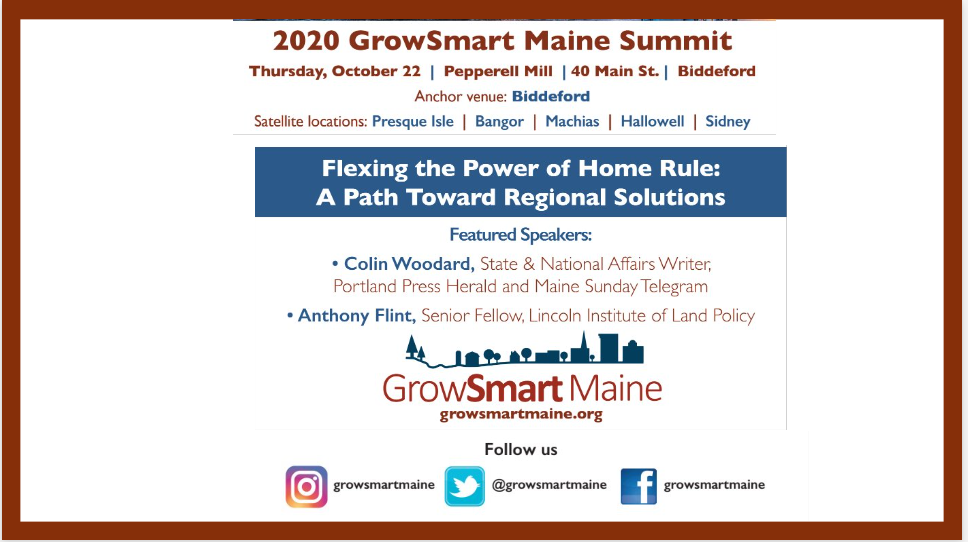 2020 GrowSmart Maine Summit
Thursday, October 22 | Pepperell Mill | 40 Main St. | Biddeford
Anchor venue: Biddeford
Satellite locations: Presque Isle | Bangor | Machias | Hallowell | Sidney
Flexing the Power of Home Rule:
A Path Toward Regional Solutions
Featured Speakers:
• Colin Woodard, State & National Affairs Writer,
Portland Press Herald and Maine Sunday Telegram
• Anthony Flint, Senior Fellow, Lincoln Institute of Land Policy
GrowSmart Maine
growsmartmaine.org
Follow us
growsmartmaine @growsmartmaine growsmartmaine